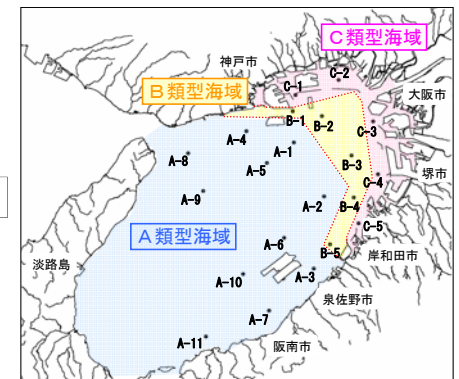 C類型海域
神戸市
C-2
B類型海域
C-1
大阪市
B-1
B-2
C-3
A-4
A-1
A-8
A-5
B-3
堺市
C-4
A-9
A-2
B-4
C-5
A類型海域
A-6
B-5
岸和田市
淡路島
A-10
A-3
泉佐野市
A-7
A-11
阪南市